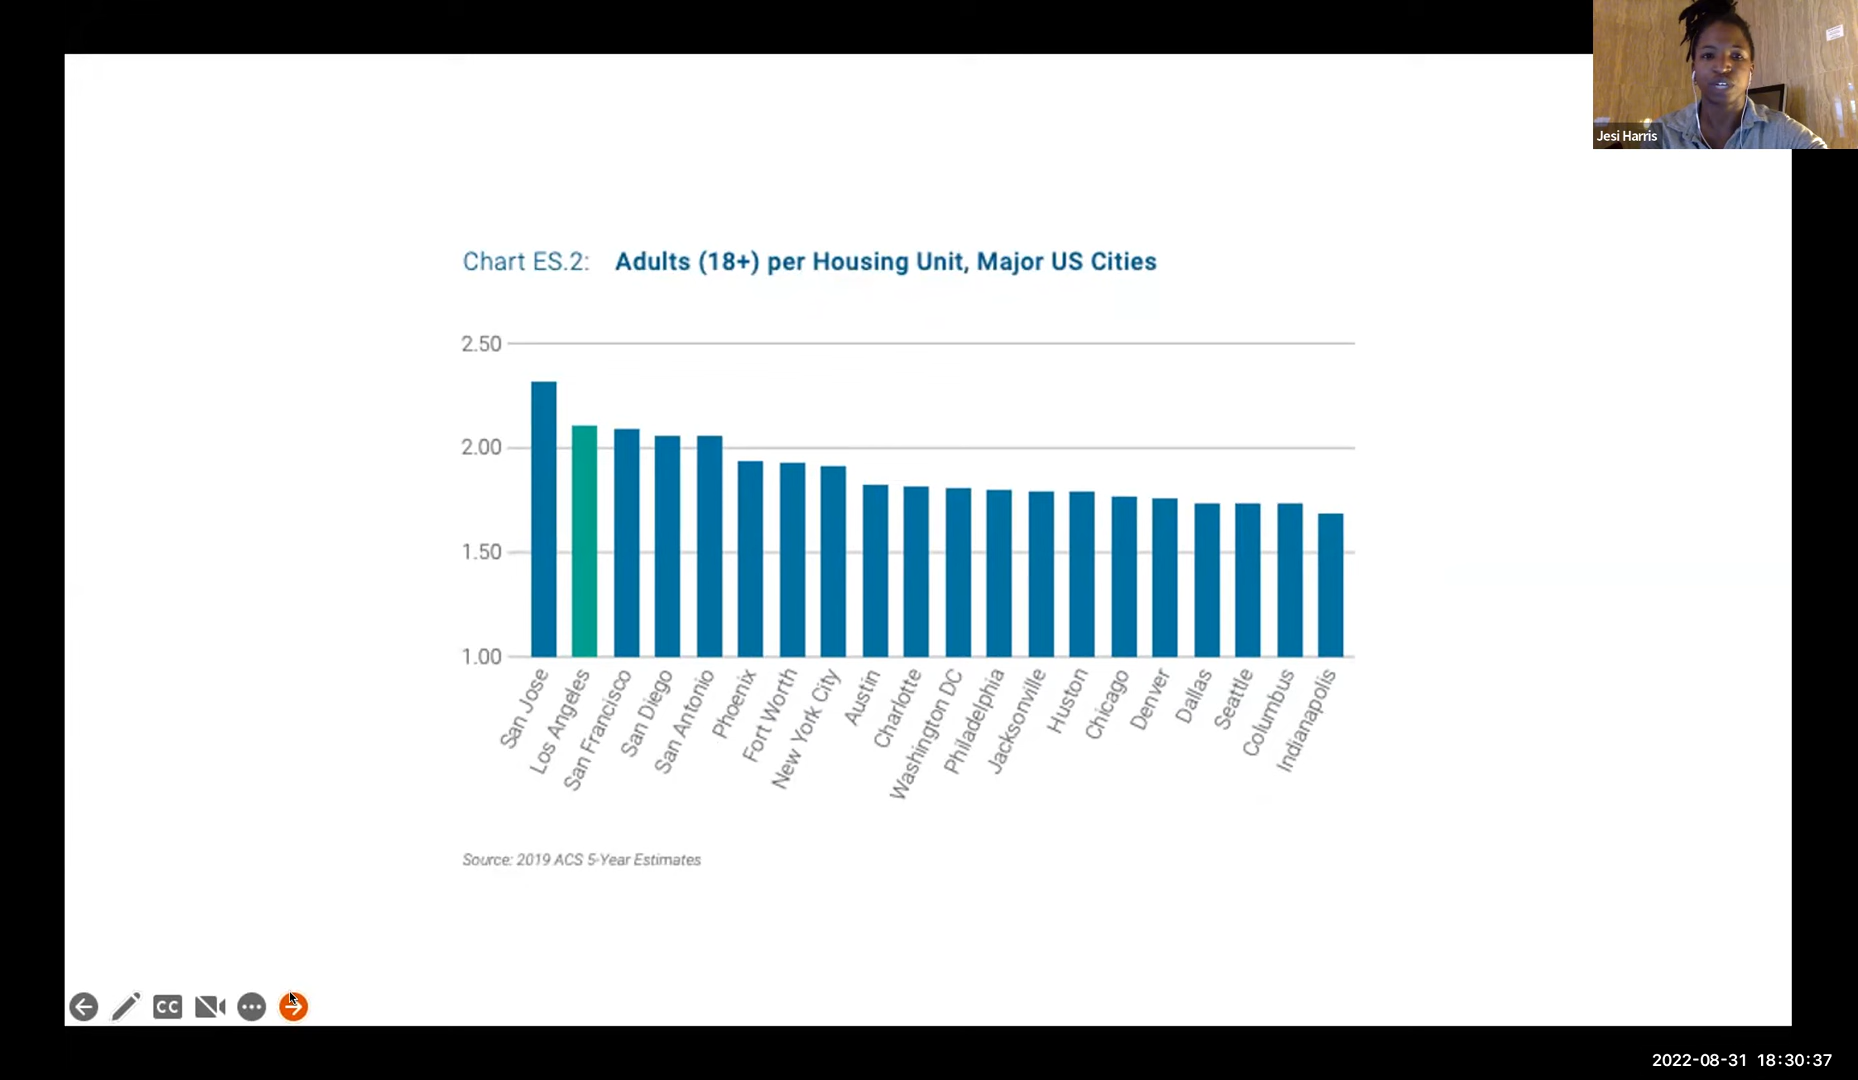 Jesi Harris
Chart ES.2: Adults (18+) per Housing Unit, Major US Cities
2.50
2.00
1.50
1.00
San Jose
Los Angeles
San Francisco
San Diego
San Antonio
Phoenix
Fort Worth
New York City
Austin
Charlotte
Washington DC
Philadelphia
Jacksonville
Huston
Chicago
Denver
Dallas
Seattle
Columbus
Indianapolis
Source: 2019 ACS 5-Year Estimates
CC
2022-08-31 18:30:37